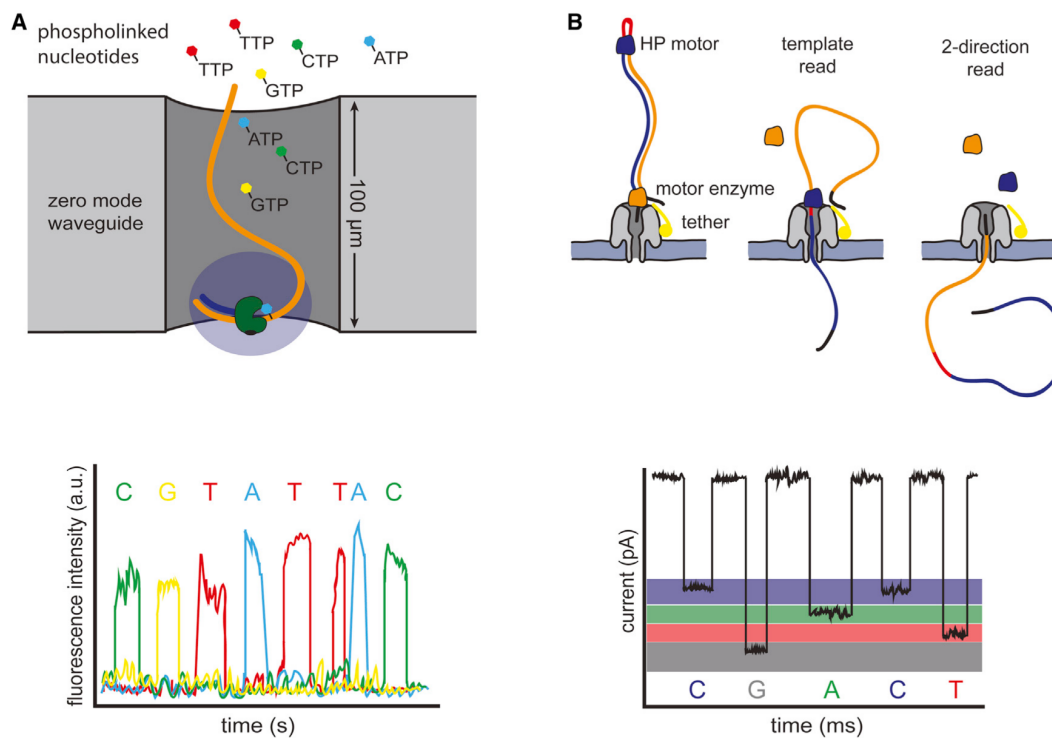 A
phospholinked
nucleotides
TTP
TTP
CTP
ATP
GTP
ATP
CTP
GTP
zero mode
waveguide
100 µm
B
HP motor
template
read
2-direction
read
motor enzyme
tether
fluorescence intensity (a.u.)
C G T A T T A C
time (s)
current (pA)
C G A C T
time (ms)